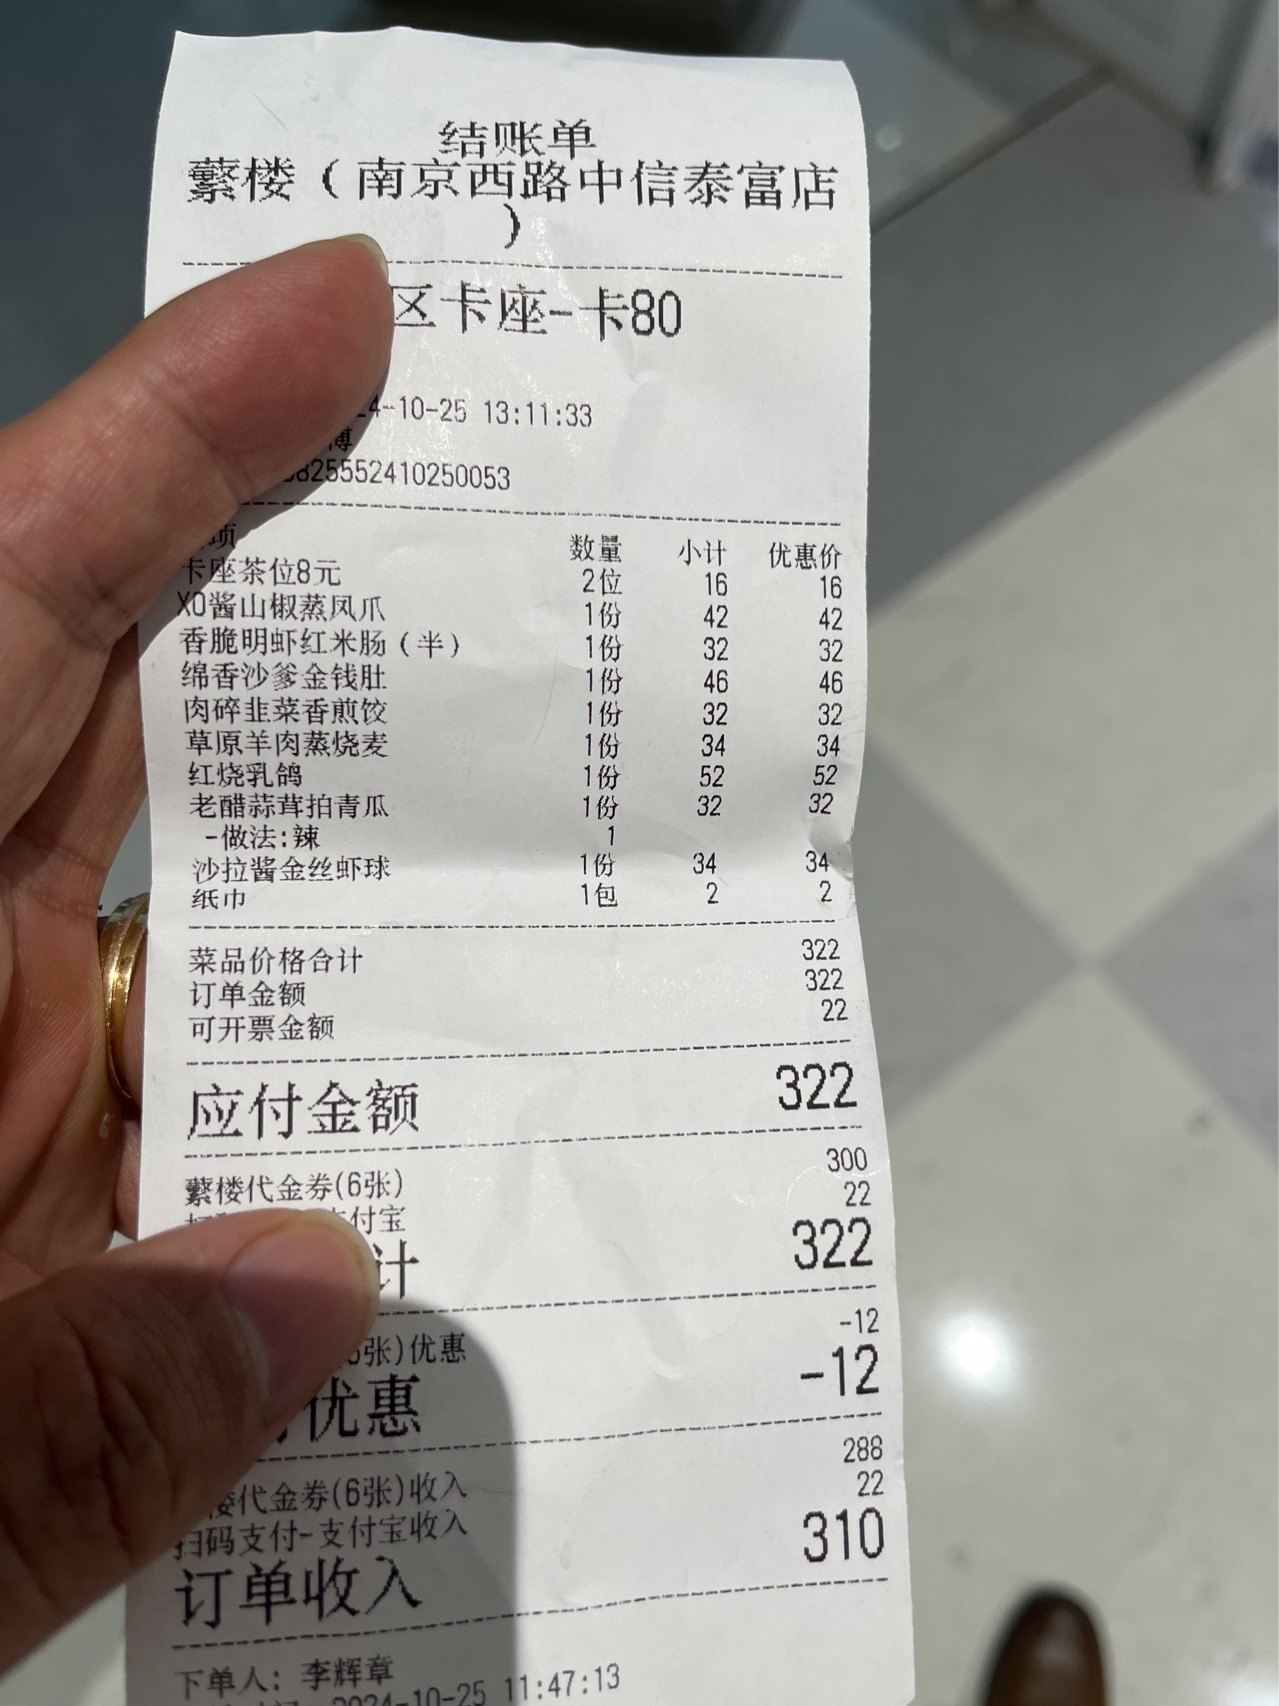 结账单
蘩楼（南京西路中信泰富店
）
区卡座-卡80
4-10-25 13:11:33
博
8255552410250053
项 数量 小计 优惠价
卡座茶位8元 2位 16 16
XO酱山椒蒸凤爪 1份 42 42
香脆明虾红米肠（半） 1份 32 32
绵香沙爹金钱肚 1份 46 46
肉碎韭菜香煎饺 1份 32 32
草原羊肉蒸烧麦 1份 34 34
红烧乳鸽 1份 52 52
老醋蒜茸拍青瓜 1份 32 32
-做法:辣 1
沙拉酱金丝虾球 1份 34 34
纸巾 1包 2 2
菜品价格合计 322
订单金额 322
可开票金额 22
应付金额 322
蘩楼代金券(6张) 300
支付宝 22
计 322
6张)优惠 -12
优惠 -12
楼代金券(6张)收入 288
扫码支付-支付宝收入 22
订单收入 310
下单人: 李辉章
2024-10-25 11:47:13